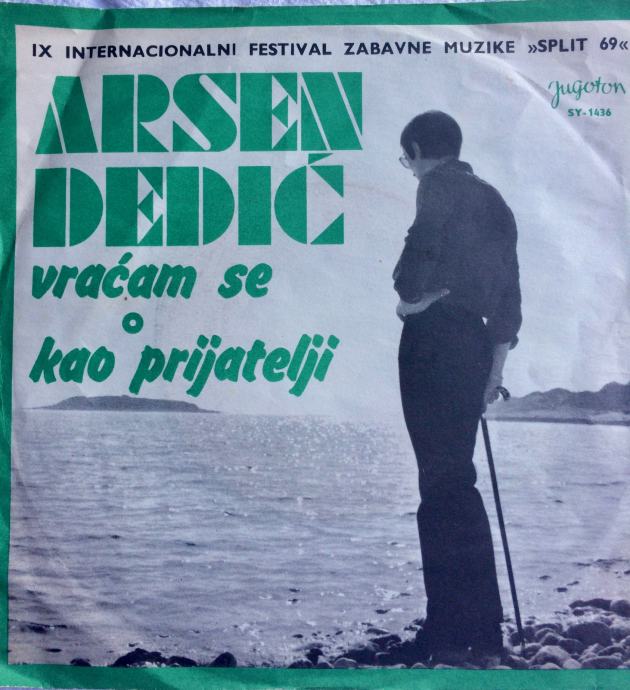 IX INTERNACIONALNI FESTIVAL ZABAVNE MUZIKE »SPLIT 69«
jugoton
SY-1436
ARSEN
DEDIĆ
vraćam se
kao prijatelji